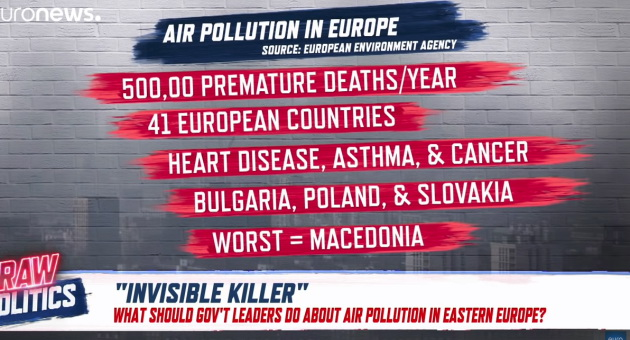 euronews.
AIR POLLUTION IN EUROPE
SOURCE: EUROPEAN ENVIRONMENT AGENCY
500,00 PREMATURE DEATHS/YEAR
41 EUROPEAN COUNTRIES
HEART DISEASE, ASTHMA, & CANCER
BULGARIA, POLAND, & SLOVAKIA
WORST = MACEDONIA
RAW
POLITICS
"INVISIBLE KILLER"
WHAT SHOULD GOV'T LEADERS DO ABOUT AIR POLLUTION IN EASTERN EUROPE?